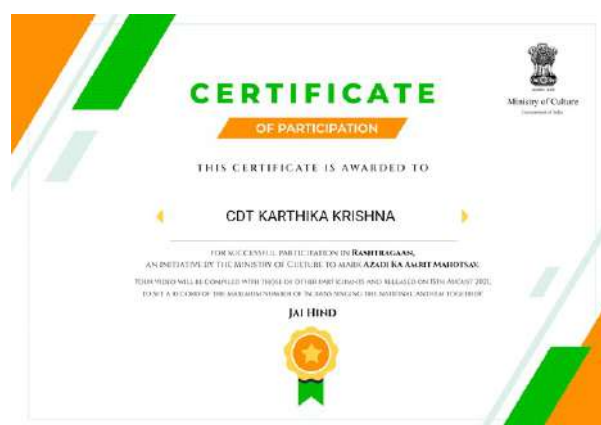 CERTIFICATE
OF PARTICIPATION
Ministry of Culture
Government of India
THIS CERTIFICATE IS AWARDED TO
CDT KARTHIKA KRISHNA
FOR SUCCESSFUL PARTICIPATION IN RASHTRAGAAN,
AN INITIATIVE BY THE MINISTRY OF CULTURE TO MARK AZADI KA AMRIT MAHOTSAV.
YOUR VIDEO WILL BE COMPILED WITH THOSE OF OTHER PARTICIPANTS AND RELEASED ON 15TH AUGUST 2021,
TO SET A RECORD OF THE MAXIMUM NUMBER OF INDIANS SINGING THE NATIONAL ANTHEM TOGETHER
JAI HIND